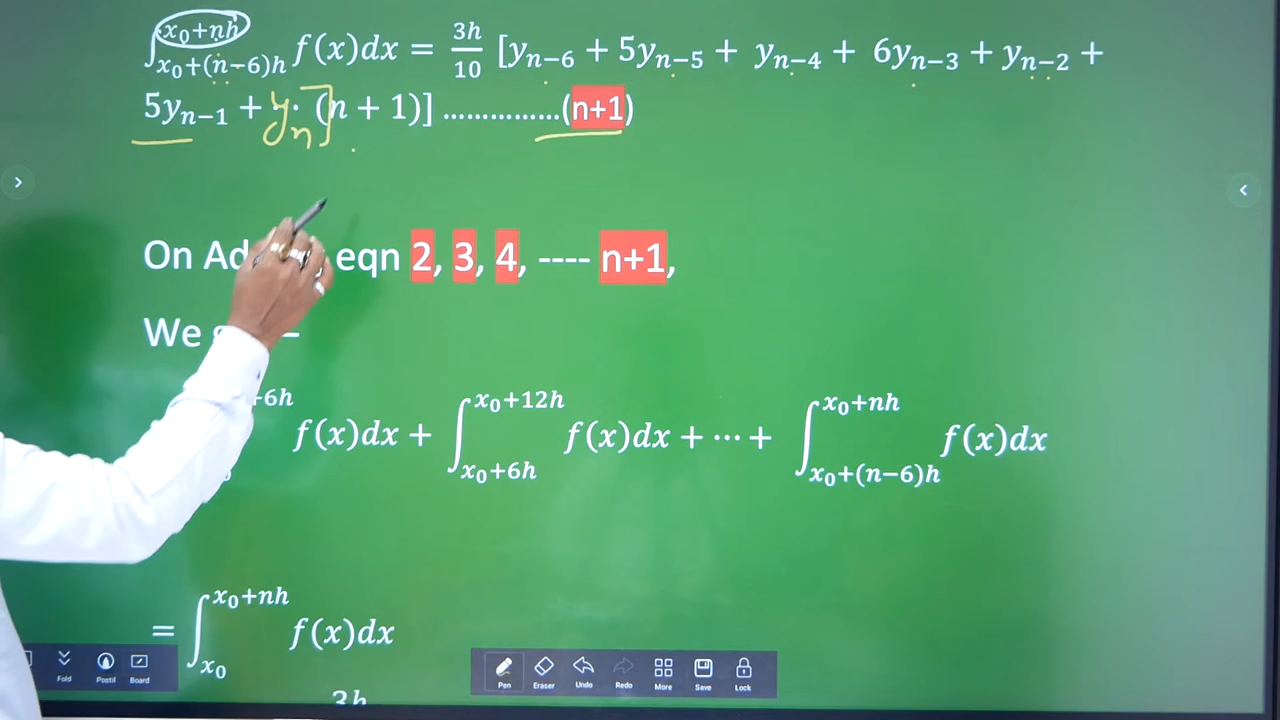 ∫_{x₀+(n−6)h}^{x₀+nh} f(x)dx = 3h/10 [y_{n−6} + 5y_{n−5} + y_{n−4} + 6y_{n−3} + y_{n−2} +
5y_{n−1} + y_n] (n + 1)] ...............(n+1)
On eqn 2, 3, 4, ---- n+1,
We
+6h f(x)dx + ∫_{x₀+6h}^{x₀+12h} f(x)dx + ⋯ + ∫_{x₀+(n−6)h}^{x₀+nh} f(x)dx
= ∫_{x₀}^{x₀+nh} f(x)dx
3h
Fold Postil Board Pen Eraser Undo Redo More Save Lock